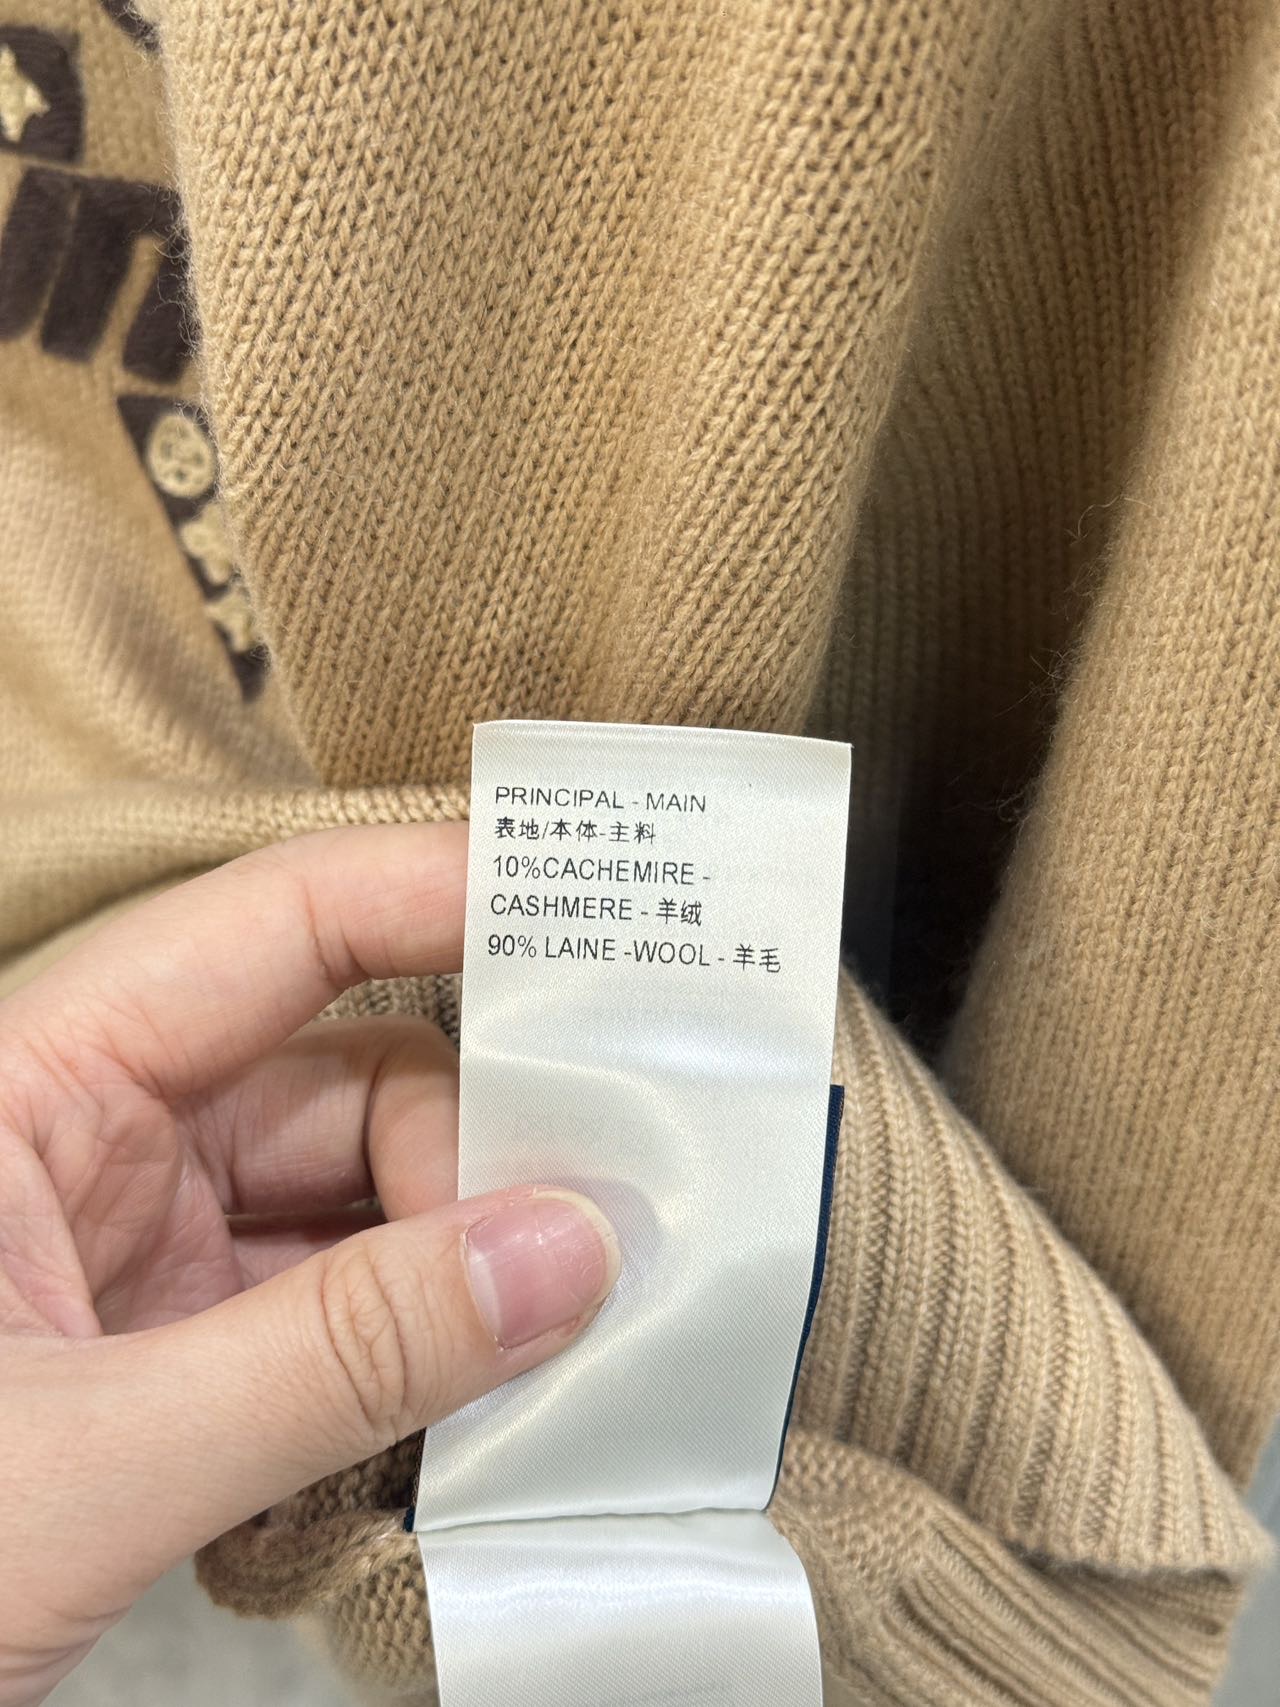 PRINCIPAL - MAIN
表地/本体-主料
10%CACHEMIRE -
CASHMERE - 羊绒
90% LAINE -WOOL - 羊毛